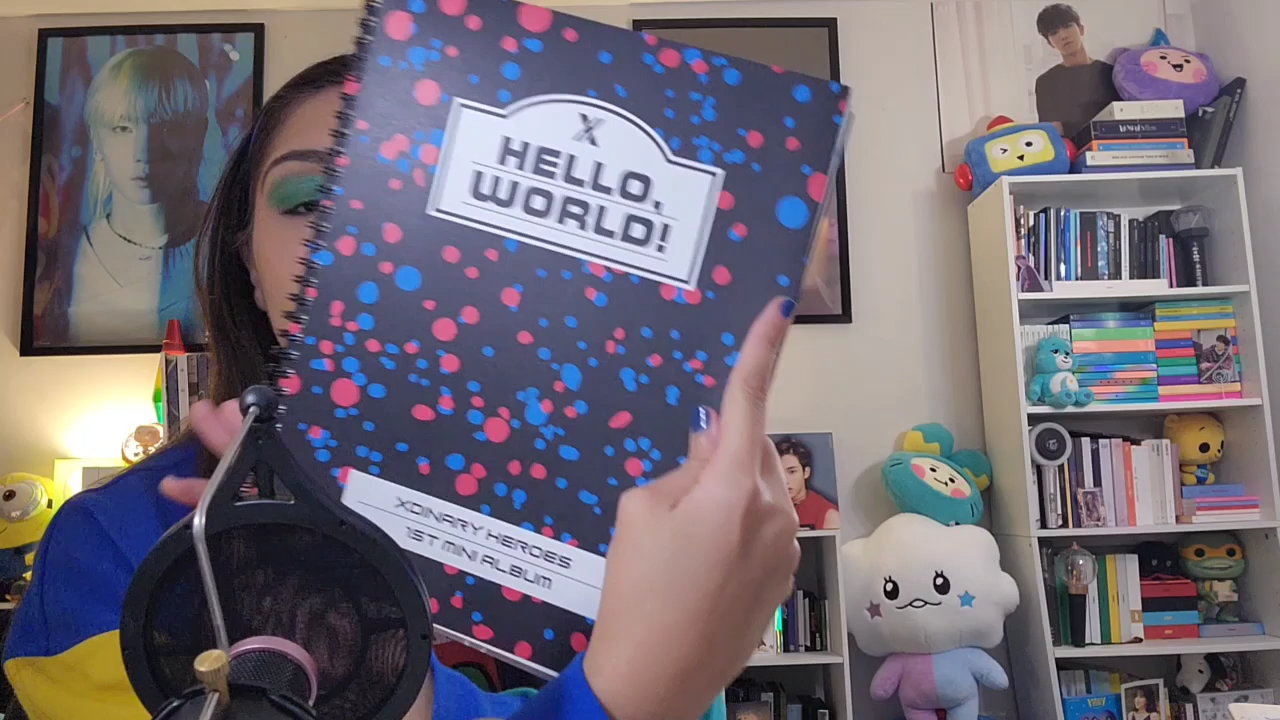 X
HELLO,
WORLD!
XDINARY HEROES
1ST MINI ALBUM